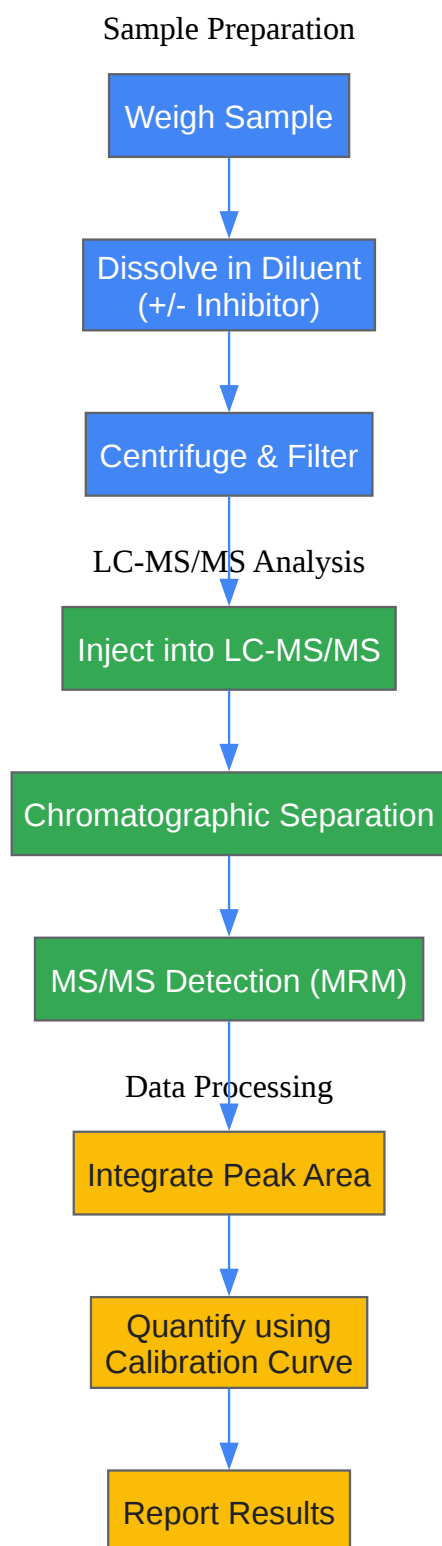 Sample Preparation
Weigh Sample
Dissolve in Diluent
(+/- Inhibitor)
Centrifuge & Filter
LC-MS/MS Analysis
Inject into LC-MS/MS
Chromatographic Separation
MS/MS Detection (MRM)
Data Processing
Integrate Peak Area
Quantify using
Calibration Curve
Report Results